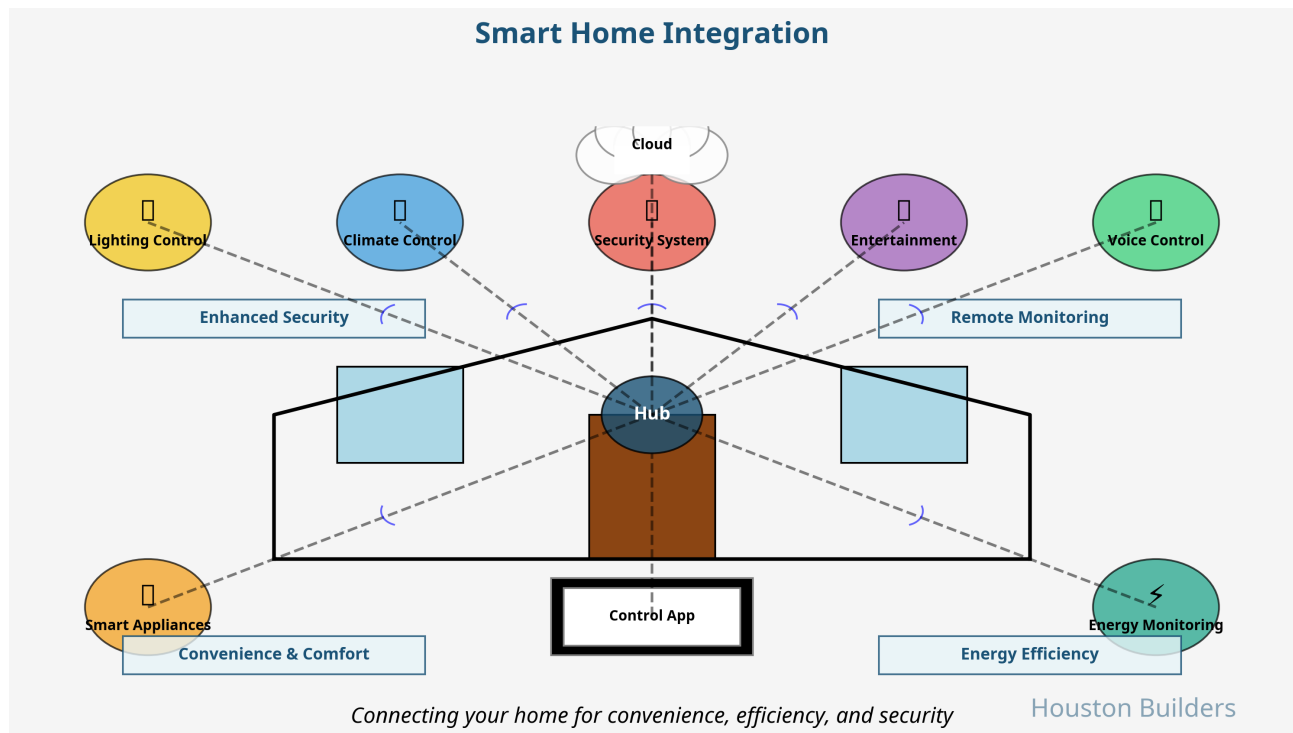 Smart Home Integration
Cloud
Lighting Control
Climate Control
Security System
Entertainment
Voice Control
Enhanced Security
Remote Monitoring
Hub
Control App
Smart Appliances
Energy Monitoring
Convenience & Comfort
Energy Efficiency
Connecting your home for convenience, efficiency, and security
Houston Builders